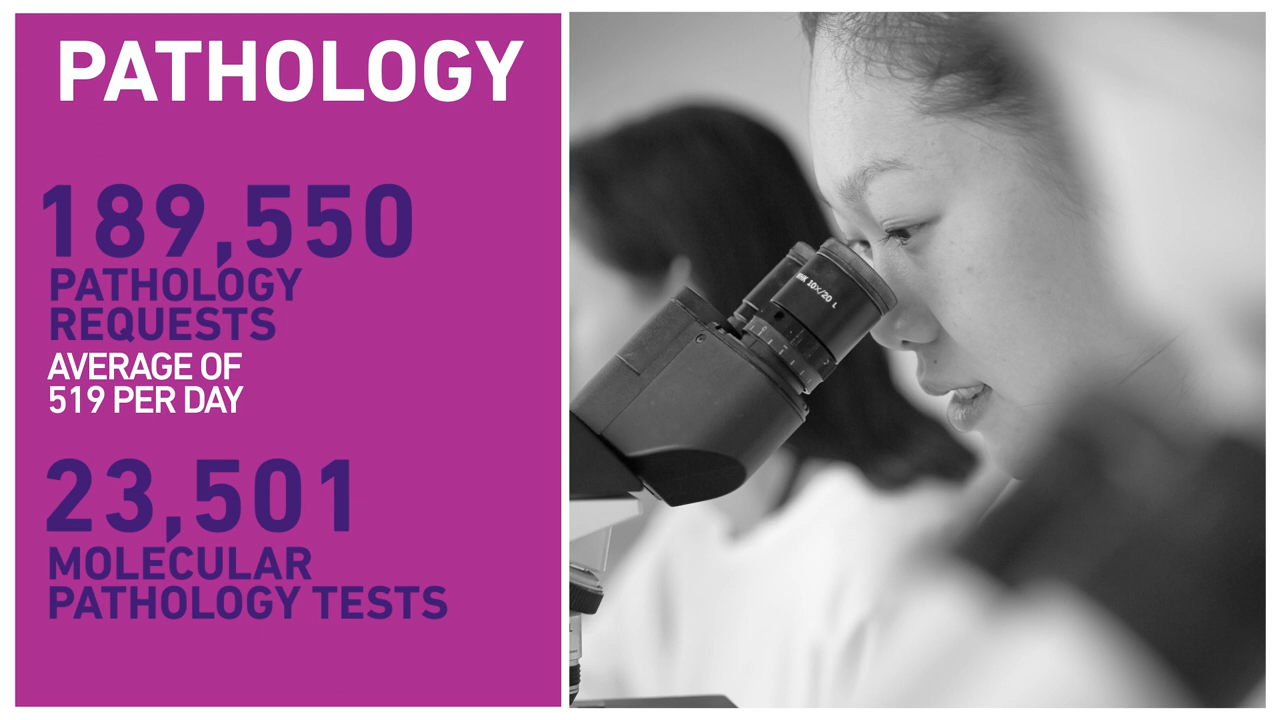 PATHOLOGY
189,550
PATHOLOGY
REQUESTS
AVERAGE OF
519 PER DAY
23,501
MOLECULAR
PATHOLOGY TESTS
10X/20 L